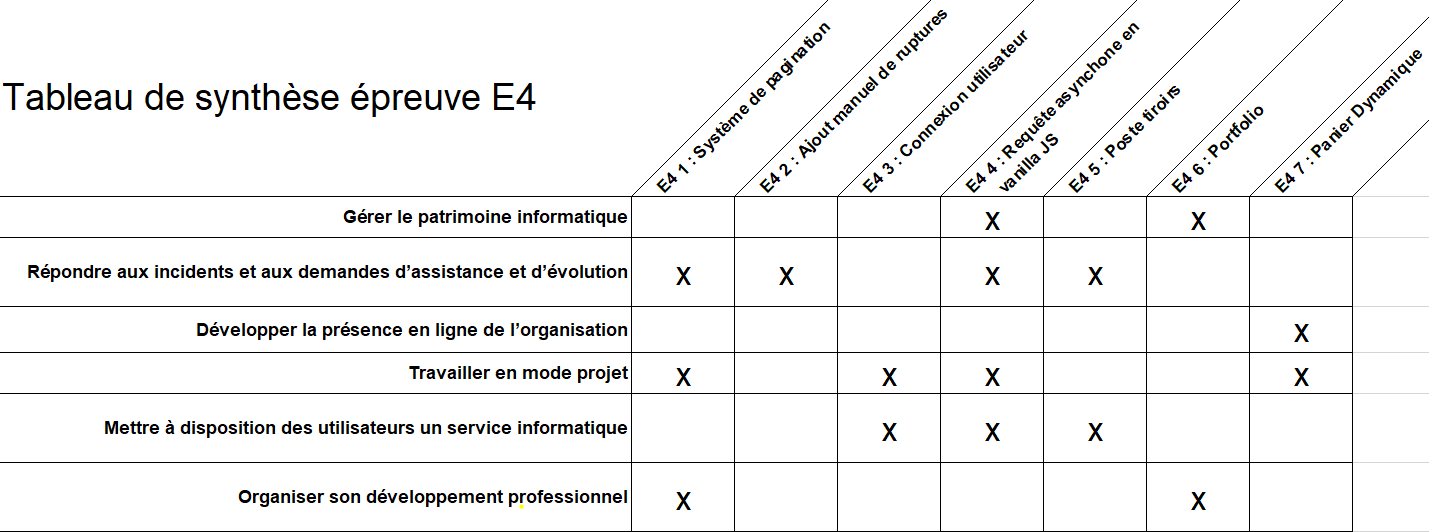 Tableau de synthèse épreuve E4
E4 1 : Système de pagination
E4 2 : Ajout manuel de ruptures
E4 3 : Connexion utilisateur
E4 4 : Requête asynchone en
vanilla JS
E4 5 : Poste tiroirs
E4 6 : Portfolio
E4 7 : Panier Dynamique
Gérer le patrimoine informatique X X
Répondre aux incidents et aux demandes d’assistance et d’évolution X X X X
Développer la présence en ligne de l’organisation X
Travailler en mode projet X X X X
Mettre à disposition des utilisateurs un service informatique X X X
Organiser son développement professionnel X X